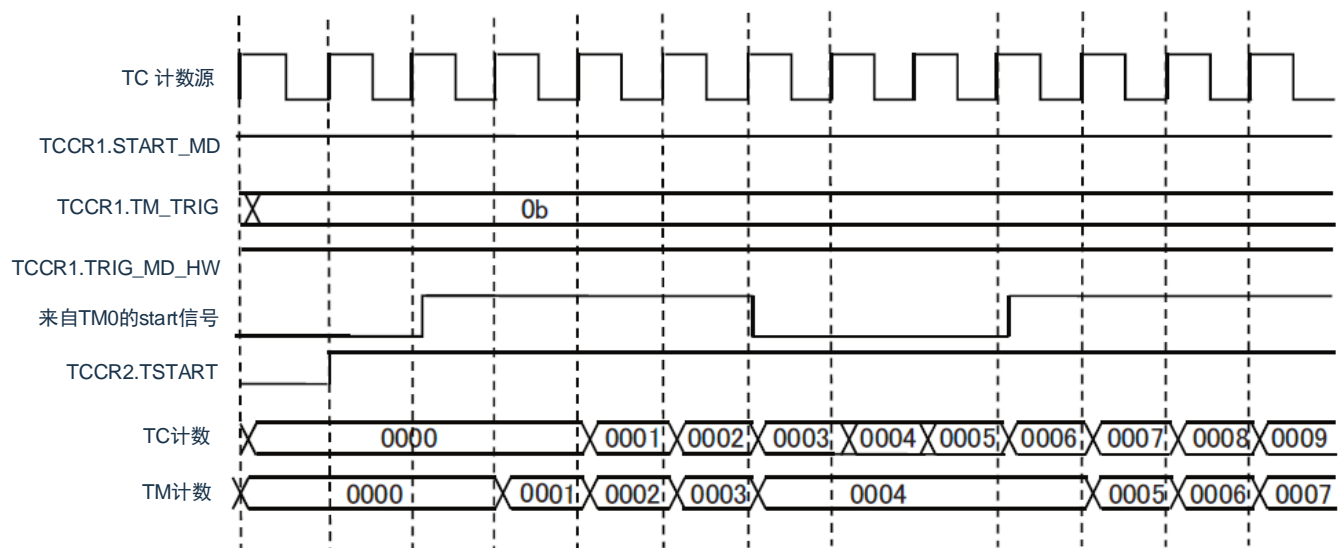 TC 计数源
TCCR1.START_MD
TCCR1.TM_TRIG 0b
TCCR1.TRIG_MD_HW
来自TM0的start信号
TCCR2.TSTART
TC计数 0000 0001 0002 0003 0004 0005 0006 0007 0008 0009
TM计数 0000 0001 0002 0003 0004 0005 0006 0007